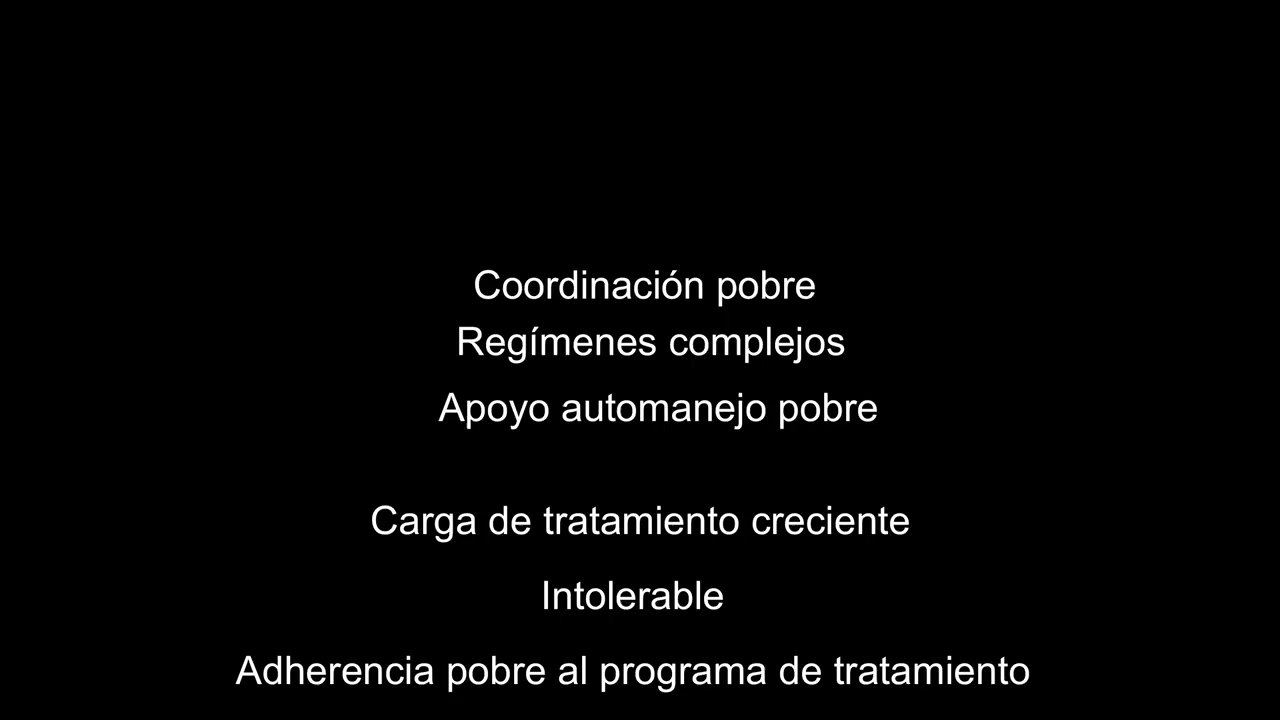 Coordinación pobre
Regímenes complejos
Apoyo automanejo pobre
Carga de tratamiento creciente
Intolerable
Adherencia pobre al programa de tratamiento